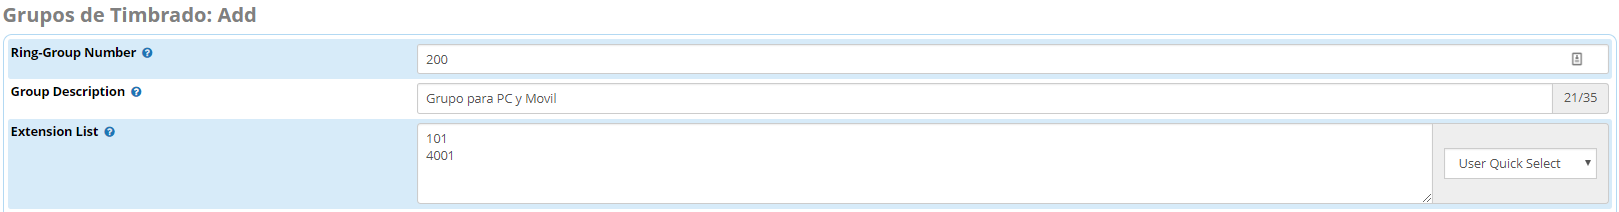 Grupos de Timbrado: Add
Ring-Group Number
200
Group Description
Grupo para PC y Movil
21/35
Extension List
101
4001
User Quick Select